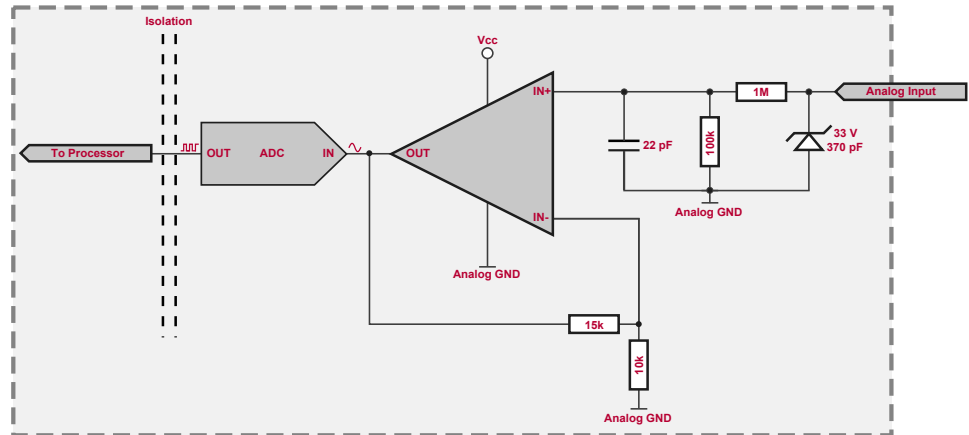 Isolation
Vcc
IN+
1M
Analog Input
To Processor
OUT
ADC
IN
OUT
22 pF
100k
33 V
370 pF
Analog GND
IN-
Analog GND
15k
10k
Analog GND